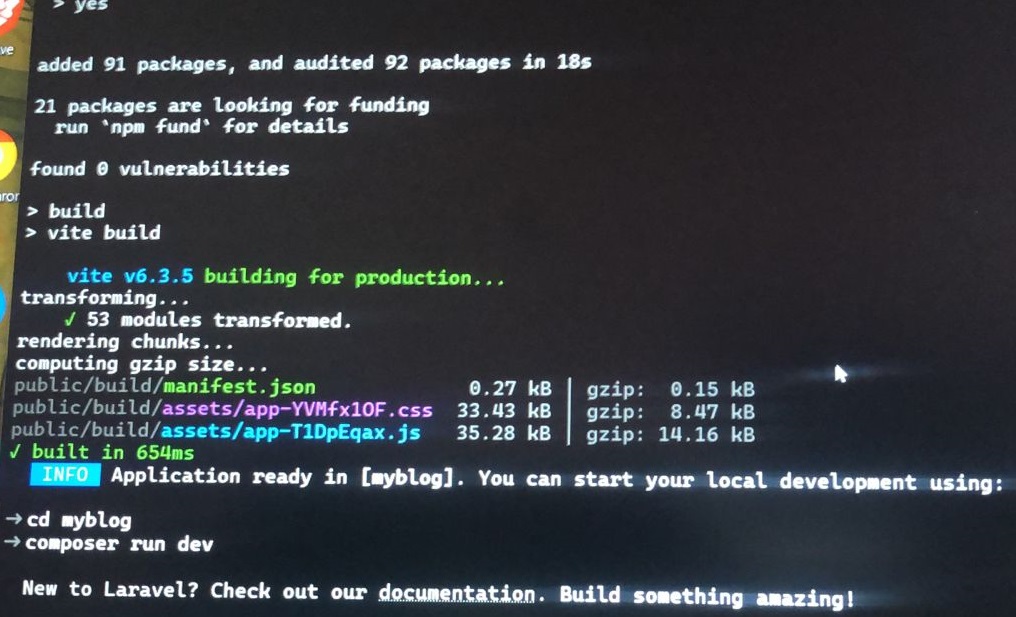 > yes
added 91 packages, and audited 92 packages in 18s
21 packages are looking for funding
run `npm fund` for details
found 0 vulnerabilities
> build
> vite build
vite v6.3.5 building for production...
transforming...
✓ 53 modules transformed.
rendering chunks...
computing gzip size...
public/build/manifest.json 0.27 kB │ gzip: 0.15 kB
public/build/assets/app-YVMfx1OF.css 33.43 kB │ gzip: 8.47 kB
public/build/assets/app-T1DpEqax.js 35.28 kB │ gzip: 14.16 kB
✓ built in 654ms
INFO Application ready in [myblog]. You can start your local development using:
→ cd myblog
→ composer run dev
New to Laravel? Check out our documentation. Build something amazing!